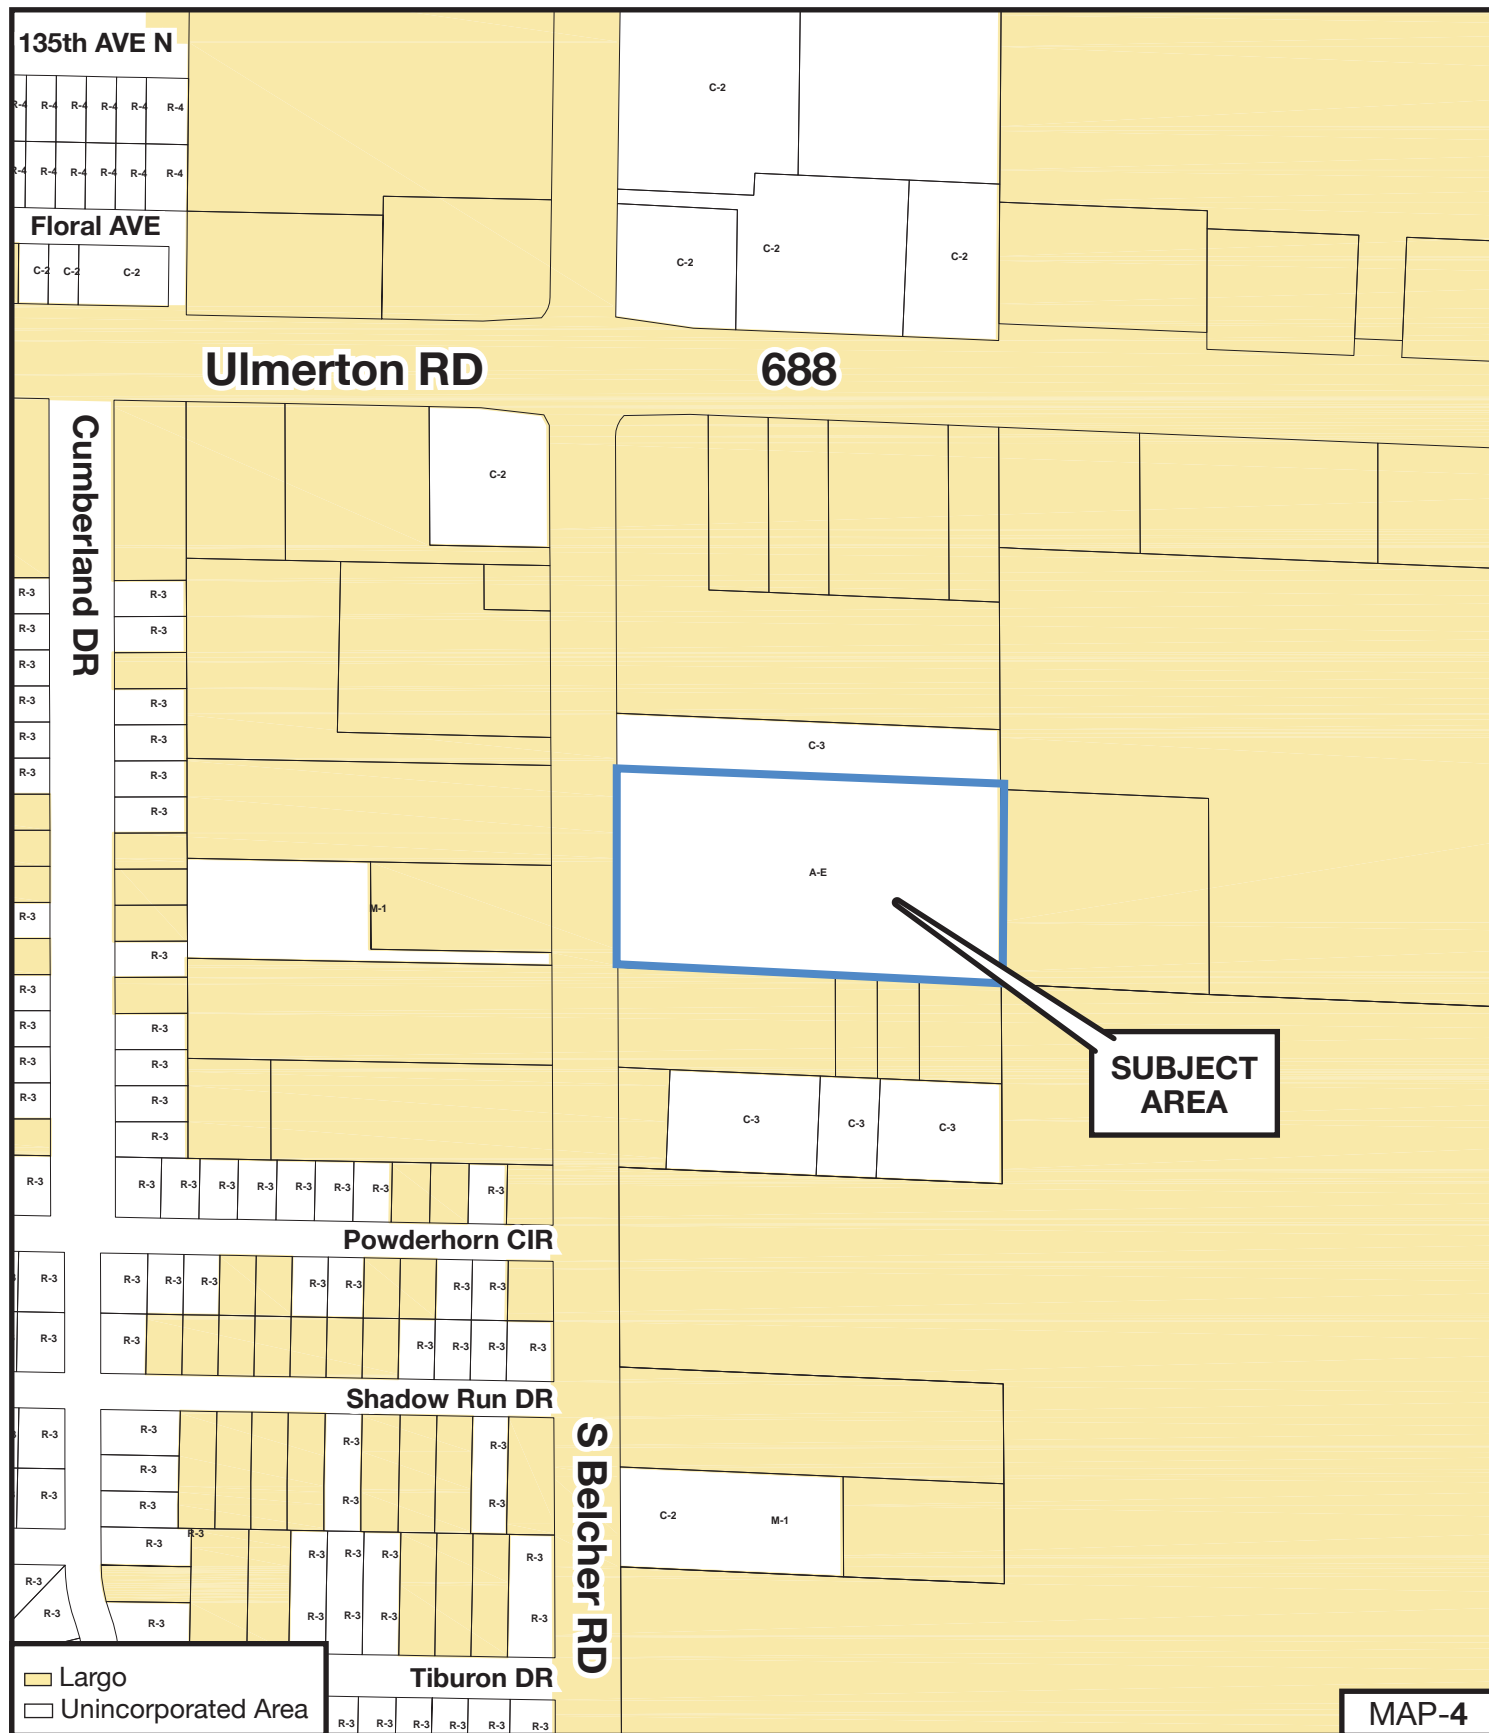 135th AVE N
R-4 R-4 R-4 R-4 R-4 R-4
R-4 R-4 R-4 R-4 R-4 R-4
Floral AVE
C-2 C-2 C-2
C-2
C-2 C-2 C-2
Ulmerton RD 688
Cumberland DR
C-2
R-3 R-3
R-3 R-3
R-3
R-3 R-3
R-3 R-3
R-3 R-3
R-3
C-3
A-E
M-1
R-3
R-3
R-3
R-3 R-3
R-3 R-3
R-3 R-3
R-3
SUBJECT
AREA
C-3 C-3 C-3
R-3
R-3 R-3 R-3 R-3 R-3 R-3 R-3 R-3
Powderhorn CIR
R-3 R-3 R-3 R-3 R-3 R-3 R-3 R-3
R-3 R-3 R-3 R-3 R-3 R-3
Shadow Run DR
S Belcher RD
R-3 R-3 R-3 R-3
R-3
R-3 R-3 R-3 R-3
R-3
R-3 R-3 R-3 R-3 R-3 R-3
C-2 M-1
R-3
R-3 R-3 R-3 R-3 R-3 R-3
Tiburon DR
R-3 R-3 R-3 R-3 R-3 R-3
Largo
Unincorporated Area
MAP-4